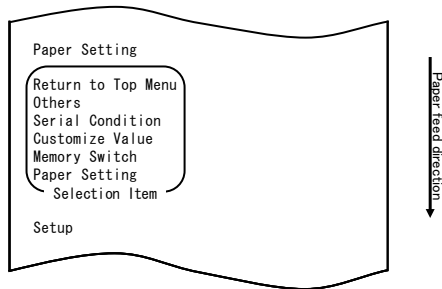 Paper Setting
Return to Top Menu
Others
Serial Condition
Customize Value
Memory Switch
Paper Setting
Selection Item
Setup
Paper feed direction